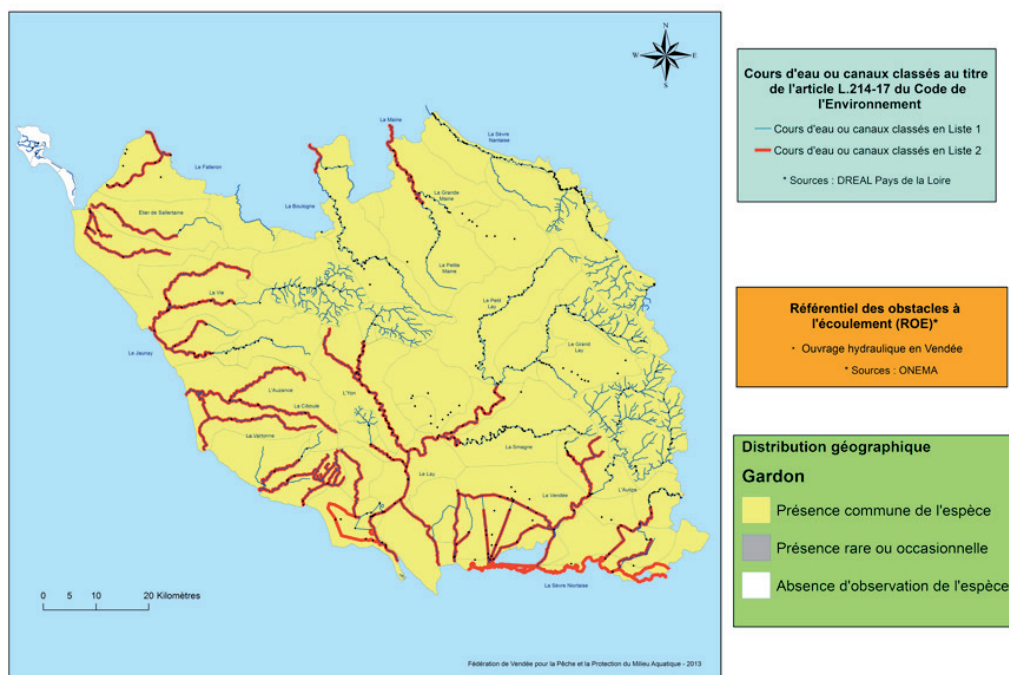 N
W E
S
La Maine
La Sèvre
Nantaise
Le Falleron
La Boulogne
La Grande
Maine
Etier de Sallertaine
La Petite
Maine
La Vie
Le Petit
Lay
Le Jaunay
Le Grand
Lay
L'Auzance
L'Yon
La Ciboule
La Vertonne
La Smagne
Le Lay
La Vendée
L'Autize
La Sèvre Niortaise
0 5 10 20 Kilomètres
Fédération de Vendée pour la Pêche et la Protection du Milieu Aquatique - 2013
Cours d'eau ou canaux classés au titre
de l'article L.214-17 du Code de
l'Environnement
Cours d'eau ou canaux classés en Liste 1
Cours d'eau ou canaux classés en Liste 2
* Sources : DREAL Pays de la Loire
Référentiel des obstacles à
l'écoulement (ROE)*
Ouvrage hydraulique en Vendée
* Sources : ONEMA
Distribution géographique
Gardon
Présence commune de l'espèce
Présence rare ou occasionnelle
Absence d'observation de l'espèce